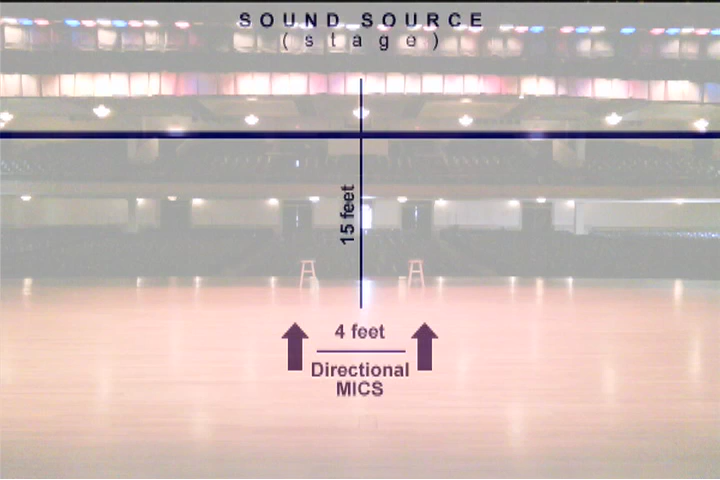 SOUND SOURCE
(stage)
15 feet
4 feet
Directional
MICS